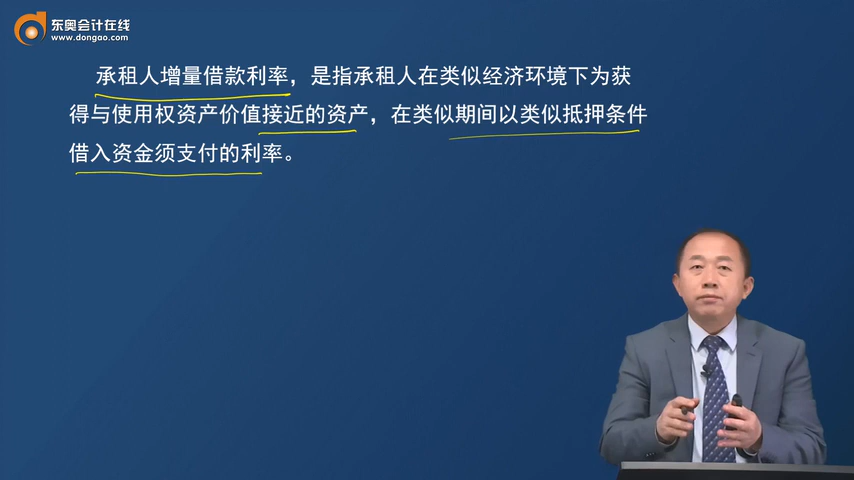 东奥会计在线
www.dongao.com
承租人增量借款利率，是指承租人在类似经济环境下为获
得与使用权资产价值接近的资产，在类似期间以类似抵押条件
借入资金须支付的利率。